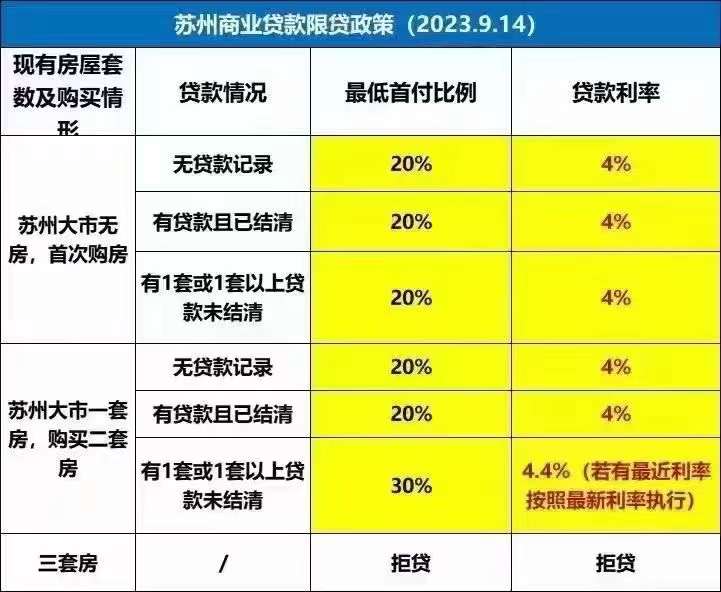 苏州商业贷款限贷政策（2023.9.14）
现有房屋套
数及购买情
形
贷款情况
最低首付比例
贷款利率
苏州大市无
房，首次购房
无贷款记录
20%
4%
有贷款且已结清
20%
4%
有1套或1套以上贷
款未结清
20%
4%
苏州大市一套
房，购买二套
房
无贷款记录
20%
4%
有贷款且已结清
20%
4%
有1套或1套以上贷
款未结清
30%
4.4%（若有最近利率
按照最新利率执行）
三套房
/
拒贷
拒贷